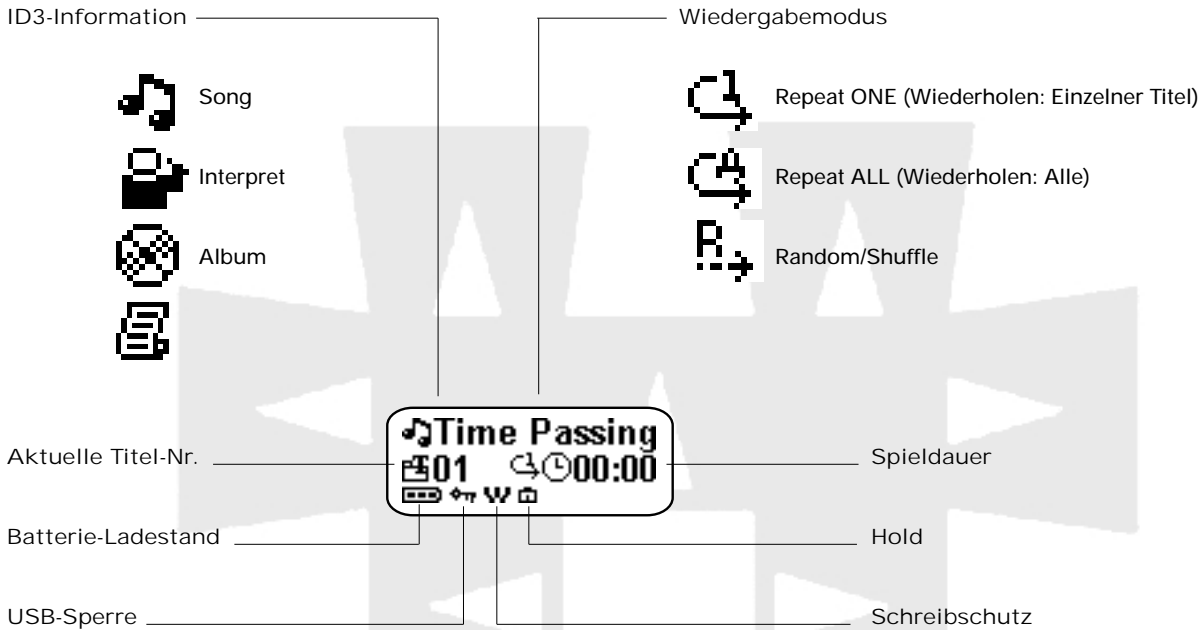 ID3-Information
Wiedergabemodus
Song
Repeat ONE (Wiederholen: Einzelner Titel)
Interpret
Repeat ALL (Wiederholen: Alle)
Album
R
Random/Shuffle
Time Passing
Aktuelle Titel-Nr.
01
00:00
Spieldauer
W
Batterie-Ladestand
Hold
USB-Sperre
Schreibschutz